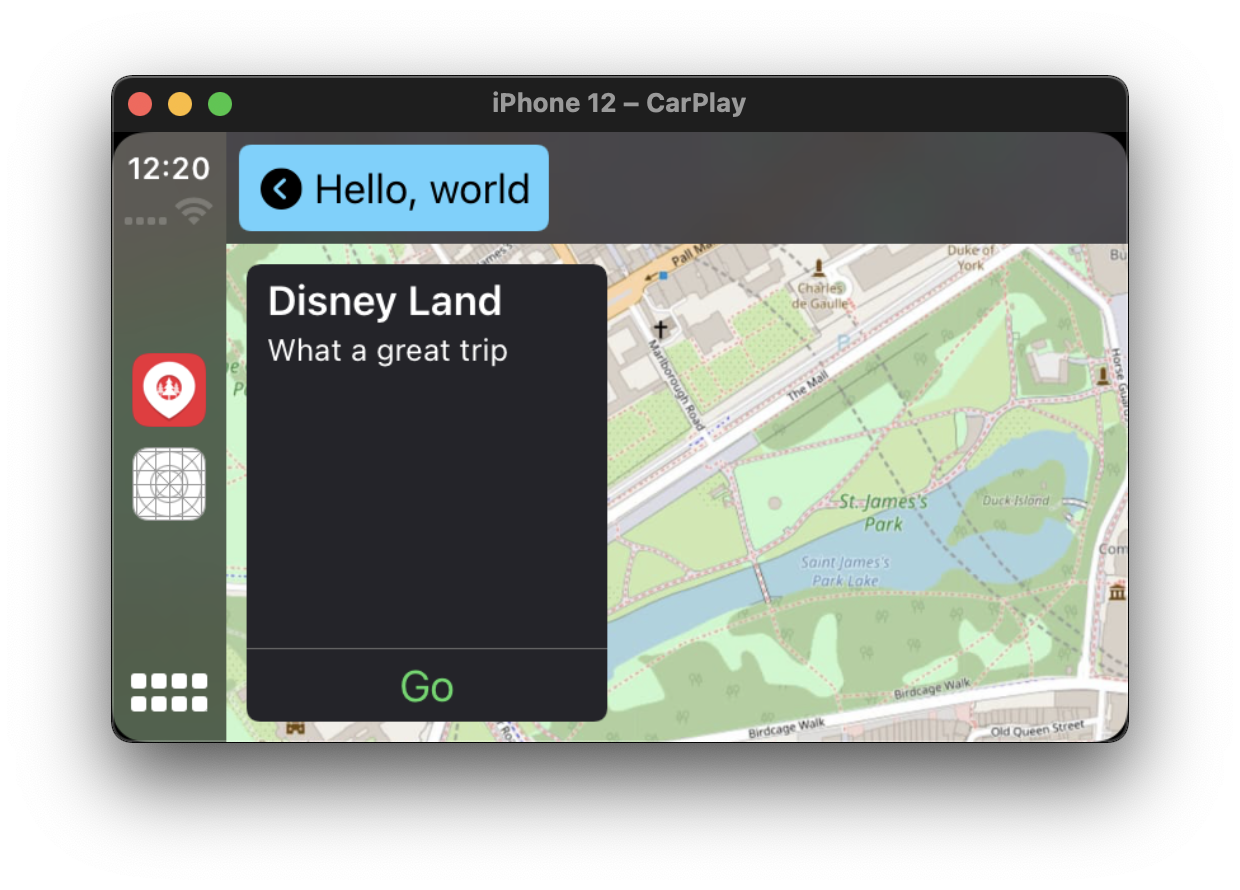 iPhone 12 – CarPlay
12:20
Hello, world
Disney Land
What a great trip
Go
Pall
Duke of
York
Charles
de Gaulle
Marlborough Road
The Mall
P
St. James's
Park
Duck Island
Saint James's
Park Lake
Birdcage Walk
Birdcage Walk
Old Queen Street